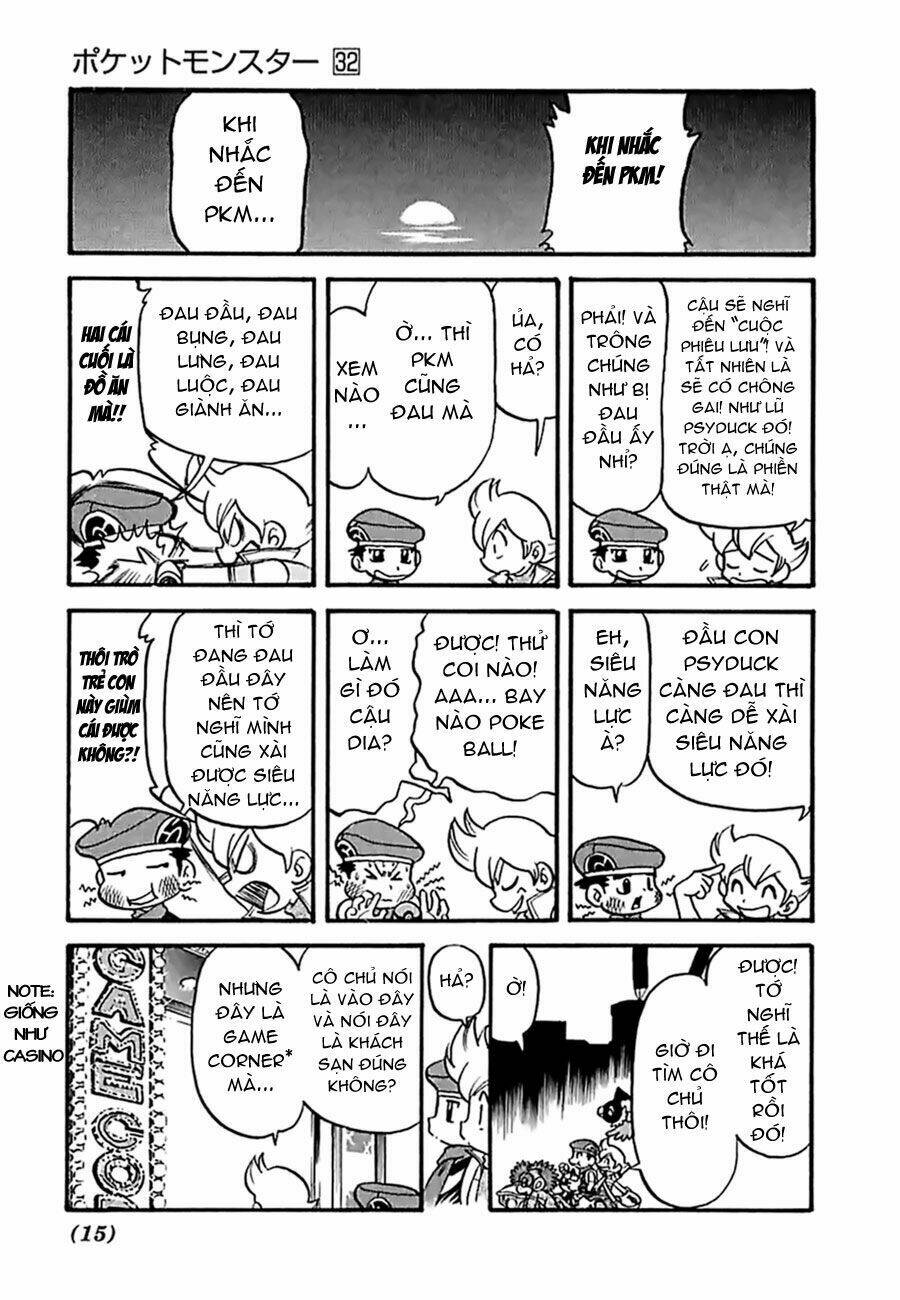 ポケットモンスター 32
KHI NHẮC
ĐẾN PKM!
KHI
NHẮC
ĐẾN
PKM...
CẬU SẼ NGHĨ
ĐẾN "CUỘC
PHIÊU LƯU"! VÀ
TẤT NHIÊN LÀ
SẼ CÓ CHÔNG
GAI! NHƯ LŨ
PSYDUCK ĐÓ!
TRỜI Ạ, CHÚNG
ĐÚNG LÀ PHIỀN
THẬT MÀ!
PHẢI! VÀ
TRÔNG
CHÚNG
NHƯ BỊ
ĐAU
ĐẦU ẤY
NHỈ?
ỦA,
CÓ
HẢ?
Ờ... THÌ
PKM
CŨNG
ĐAU MÀ
XEM
NÀO
...
ĐAU ĐẦU, ĐAU
BỤNG, ĐAU
LƯNG, ĐAU
LUỘC, ĐAU
GIÀNH ĂN...
HAI CÁI
CUỐI LÀ
ĐỒ ĂN
MÀ!!
ĐẦU CON
PSYDUCK
CÀNG ĐAU THÌ
CÀNG DỄ XÀI
SIÊU NĂNG
LỰC ĐÓ!
EH,
SIÊU
NĂNG
LỰC
À?
ĐƯỢC! THỬ
COI NÀO!
AAA... BAY
NÀO POKE
BALL!
Ơ...
LÀM
GÌ ĐÓ
CẬU
DIA?
THÌ TỚ
ĐANG ĐAU
ĐẦU ĐÂY
NÊN TỚ
NGHĨ MÌNH
CŨNG XÀI
ĐƯỢC SIÊU
NĂNG LỰC...
THÔI TRÒ
TRẺ CON
NÀY GIÙM
CÁI ĐƯỢC
KHÔNG?!
ĐƯỢC!
TỚ
NGHĨ
THẾ LÀ
KHÁ
TỐT
RỒI
ĐÓ!
GIỜ ĐI
TÌM CÔ
CHỦ
THÔI!
Ờ!
HẢ?
CÔ CHỦ NÓI
LÀ VÀO ĐÂY
VÀ NÓI ĐÂY
LÀ KHÁCH
SẠN ĐÚNG
KHÔNG?
NHƯNG
ĐÂY LÀ
GAME
CORNER*
MÀ...
GAME COO
NOTE:
GIỐNG
NHƯ
CASINO
(15)